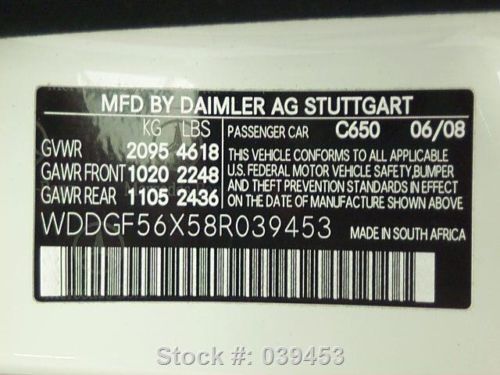 MFD BY DAIMLER AG STUTTGART
KG LBS
GVWR 2095 4618
GAWR FRONT 1020 2248
GAWR REAR 1105 2436
PASSENGER CAR C650 06/08
THIS VEHICLE CONFORMS TO ALL APPLICABLE
U.S. FEDERAL MOTOR VEHICLE SAFETY,BUMPER
AND THEFT PREVENTION STANDARDS IN EFFECT
ON THE DATE OF MANUFACTURE SHOWN ABOVE.
WDDGF56X58R039453
MADE IN SOUTH AFRICA
Stock #: 039453